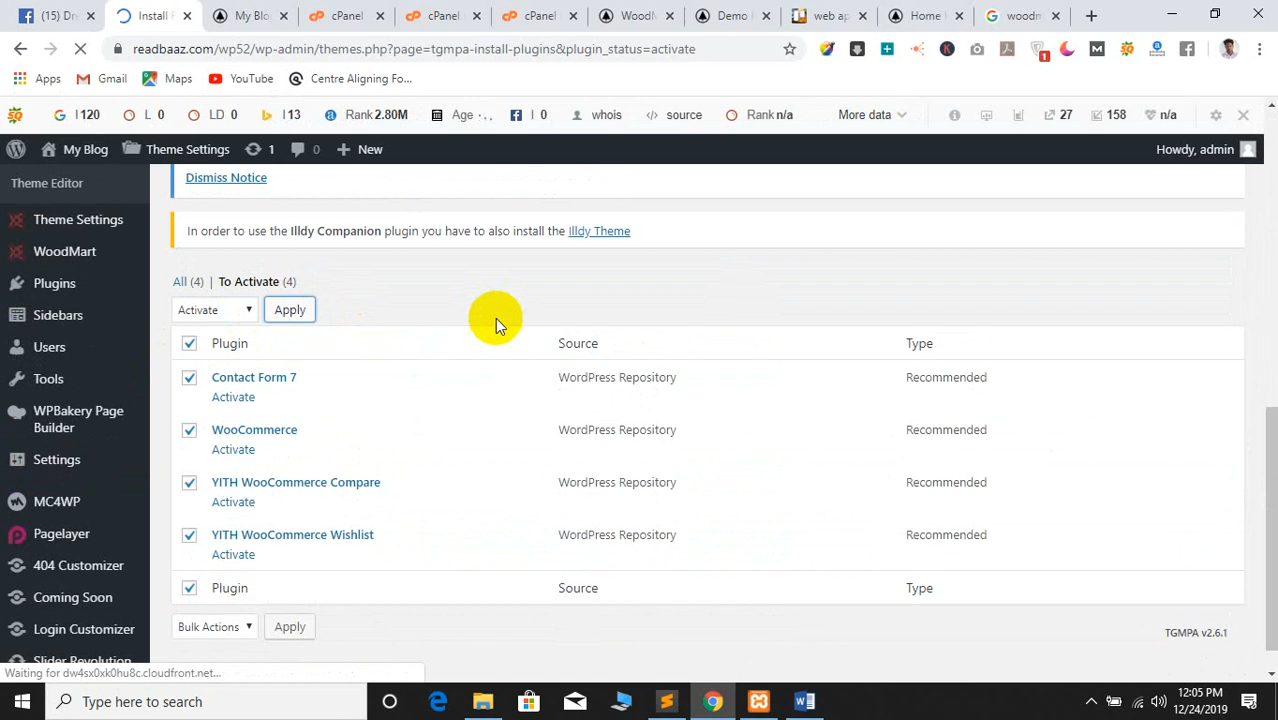 (15) Dre
Install P
My Blo
cPanel
cPanel
cPanel
WoodM
Demo
web ap
Home
woodm
readbaaz.com/wp52/wp-admin/themes.php?page=tgmpa-install-plugins&plugin_status=activate
Apps
Gmail
Maps
YouTube
Centre Aligning Fo...
I 120
L 0
LD 0
I 13
Rank 2.80M
Age
I 0
whois
source
Rank n/a
More data
27
158
n/a
My Blog
Theme Settings
1
0
New
Howdy, admin
Theme Editor
Theme Settings
WoodMart
Plugins
Sidebars
Users
Tools
WPBakery Page
Builder
Settings
MC4WP
Pagelayer
404 Customizer
Coming Soon
Login Customizer
Slider Revolution
Dismiss Notice
In order to use the Illdy Companion plugin you have to also install the Illdy Theme
All (4) | To Activate (4)
Activate
Apply
Plugin Source Type
Contact Form 7 WordPress Repository Recommended
Activate
WooCommerce WordPress Repository Recommended
Activate
YITH WooCommerce Compare WordPress Repository Recommended
Activate
YITH WooCommerce Wishlist WordPress Repository Recommended
Activate
Plugin Source Type
Bulk Actions
Apply
TGMPA v2.6.1
Waiting for dw4sx0xk0hu8c.cloudfront.net...
Type here to search
12:05 PM
12/24/2019